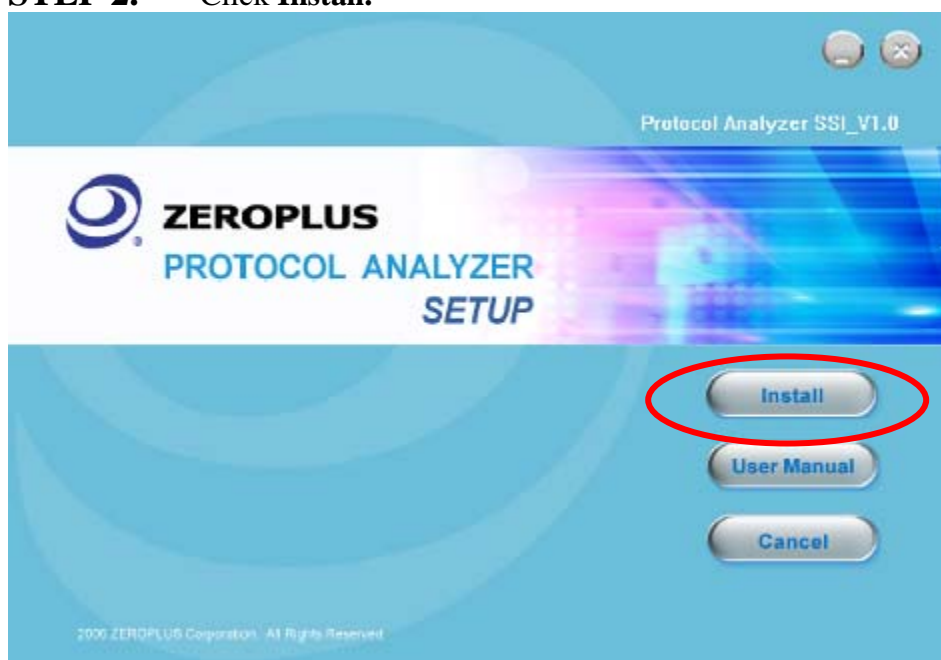 STEP 2. Click Install.
Protocol Analyzer SSI_V1.0
ZEROPLUS
PROTOCOL ANALYZER
SETUP
Install
User Manual
Cancel
2006 ZEROPLUS Corporation. All Rights Reserved